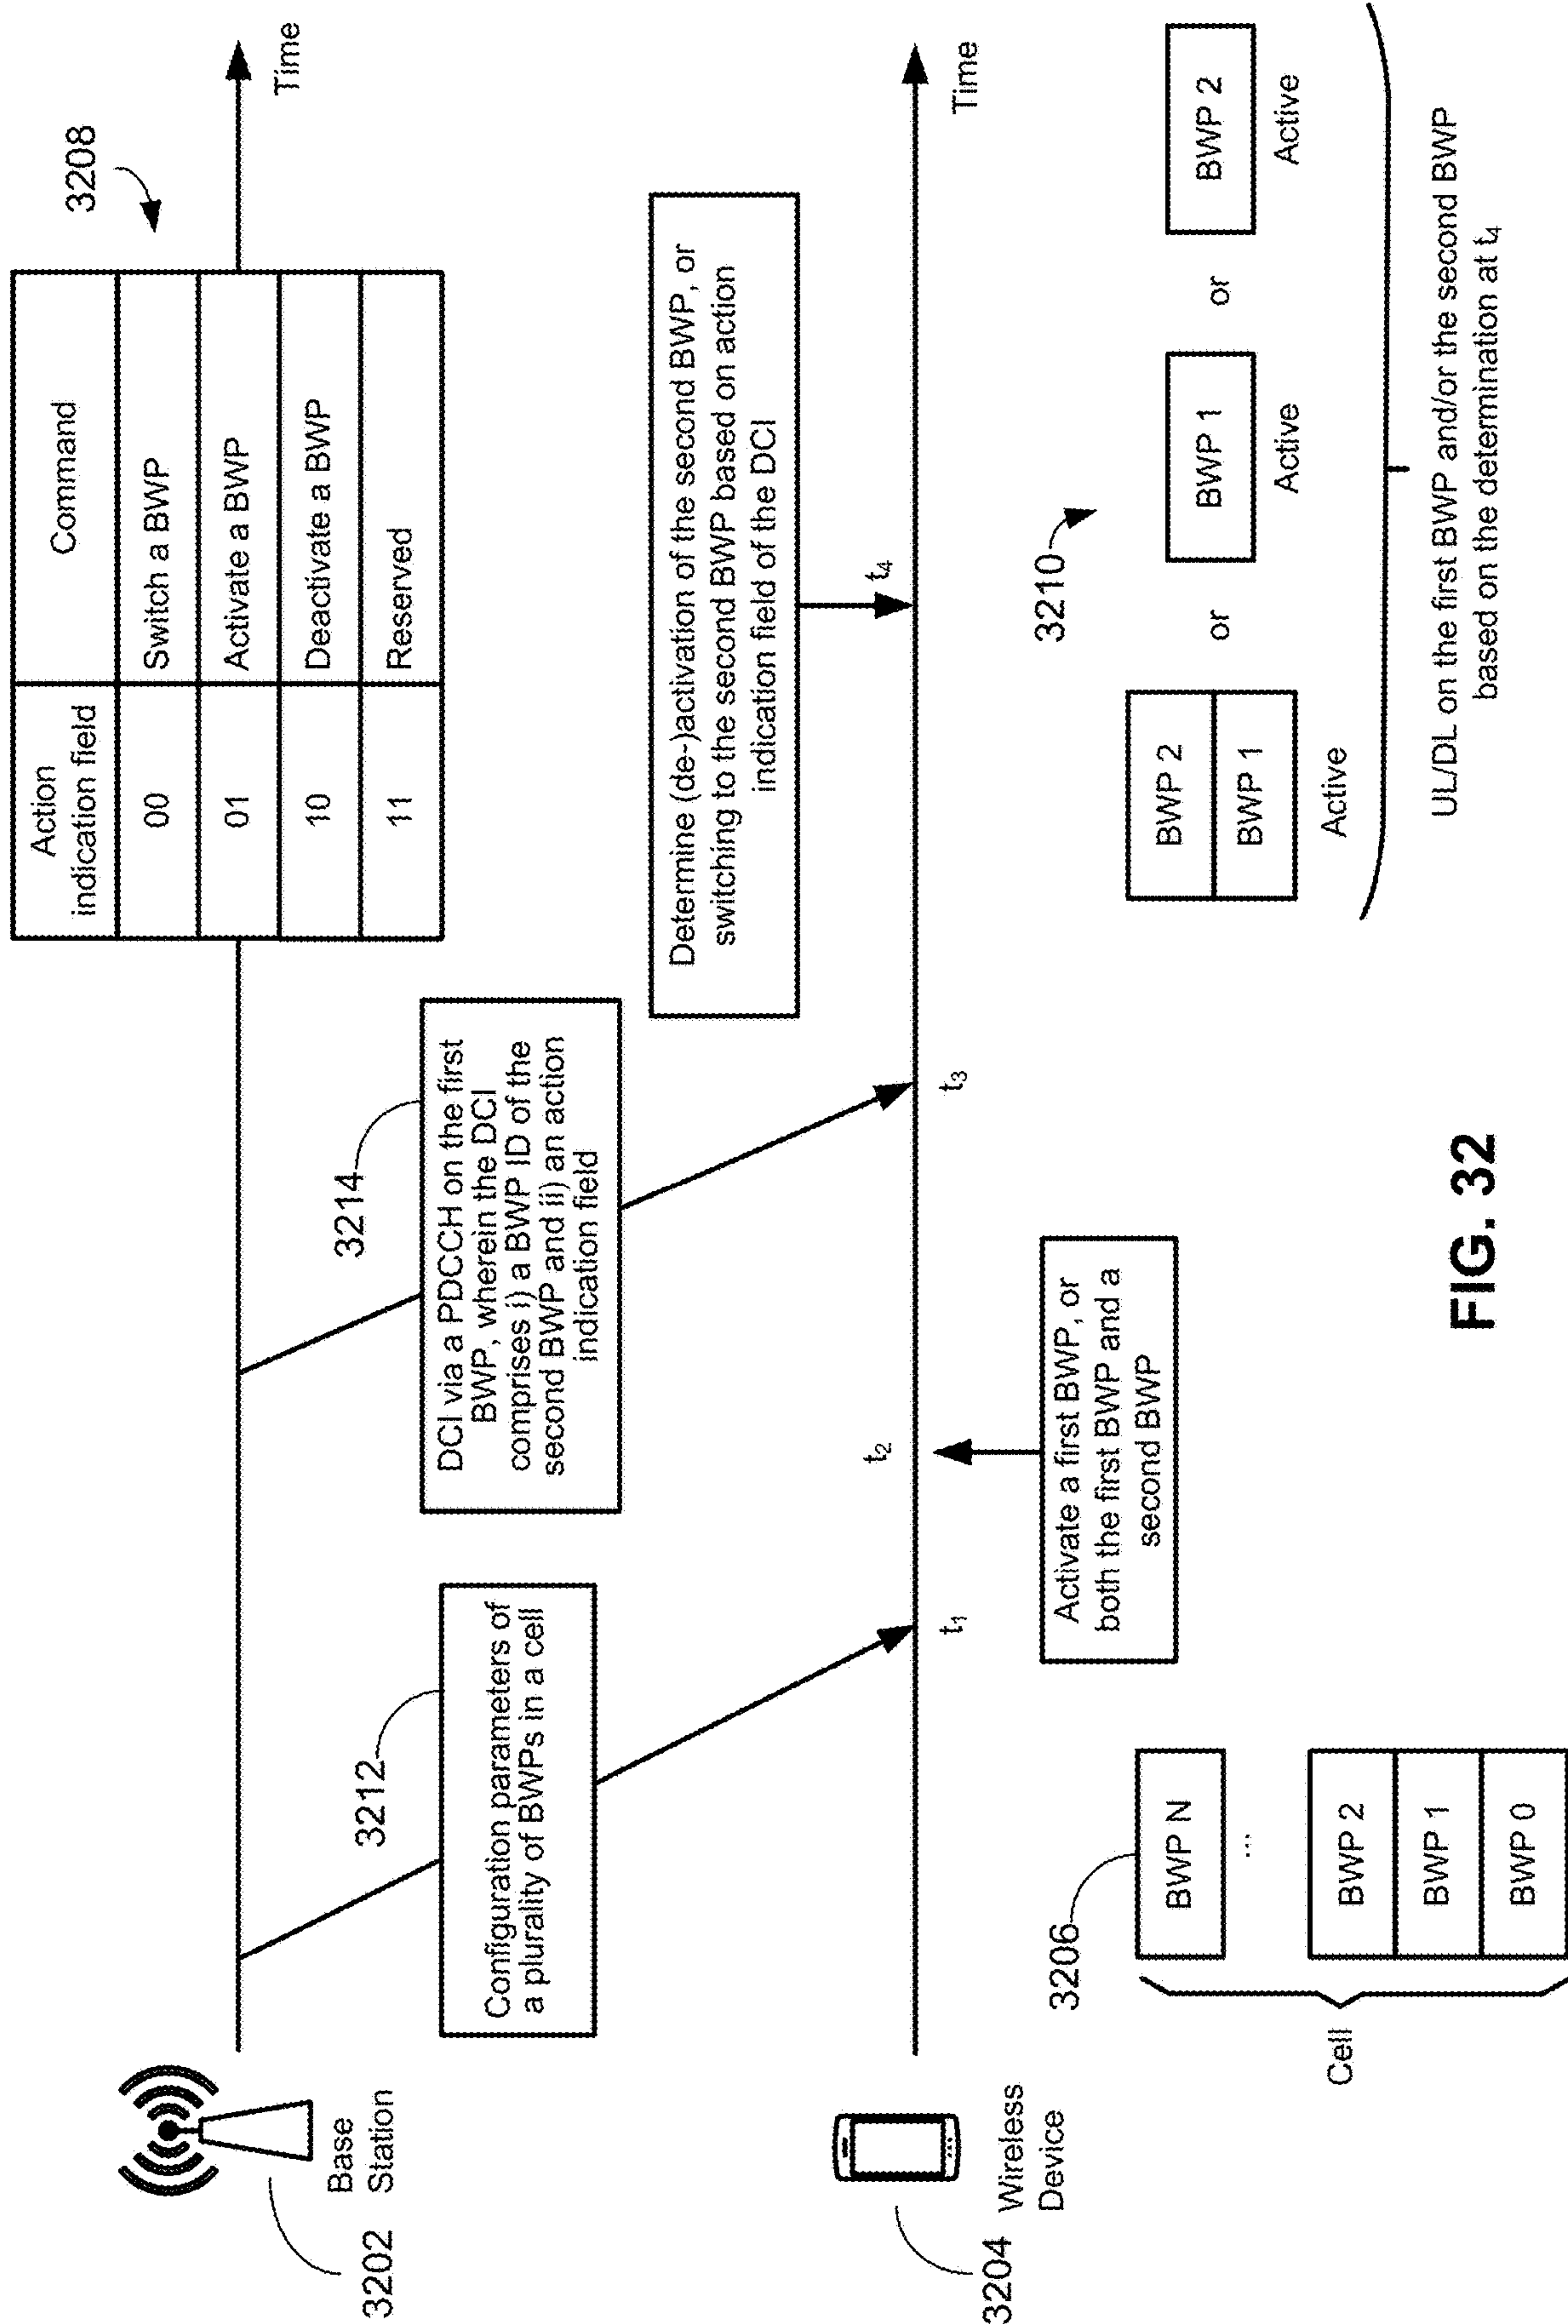 3202
Base
Station
3212
Configuration parameters of
a plurality of BWPs in a cell
3214
DCI via a PDCCH on the first
BWP, wherein the DCI
comprises i) a BWP ID of the
second BWP and ii) an action
indication field
Action
indication field
Command
00
Switch a BWP
01
Activate a BWP
10
Deactivate a BWP
11
Reserved
3208
Time
3204
Wireless
Device
t1
t2
t3
t4
Time
Activate a first BWP, or
both the first BWP and a
second BWP
Determine (de-)activation of the second BWP, or
switching to the second BWP based on action
indication field of the DCI
3206
Cell
BWP N
...
BWP 2
BWP 1
BWP 0
3210
BWP 2
BWP 1
Active
or
BWP 1
Active
or
BWP 2
Active
UL/DL on the first BWP and/or the second BWP
based on the determination at t4
FIG. 32